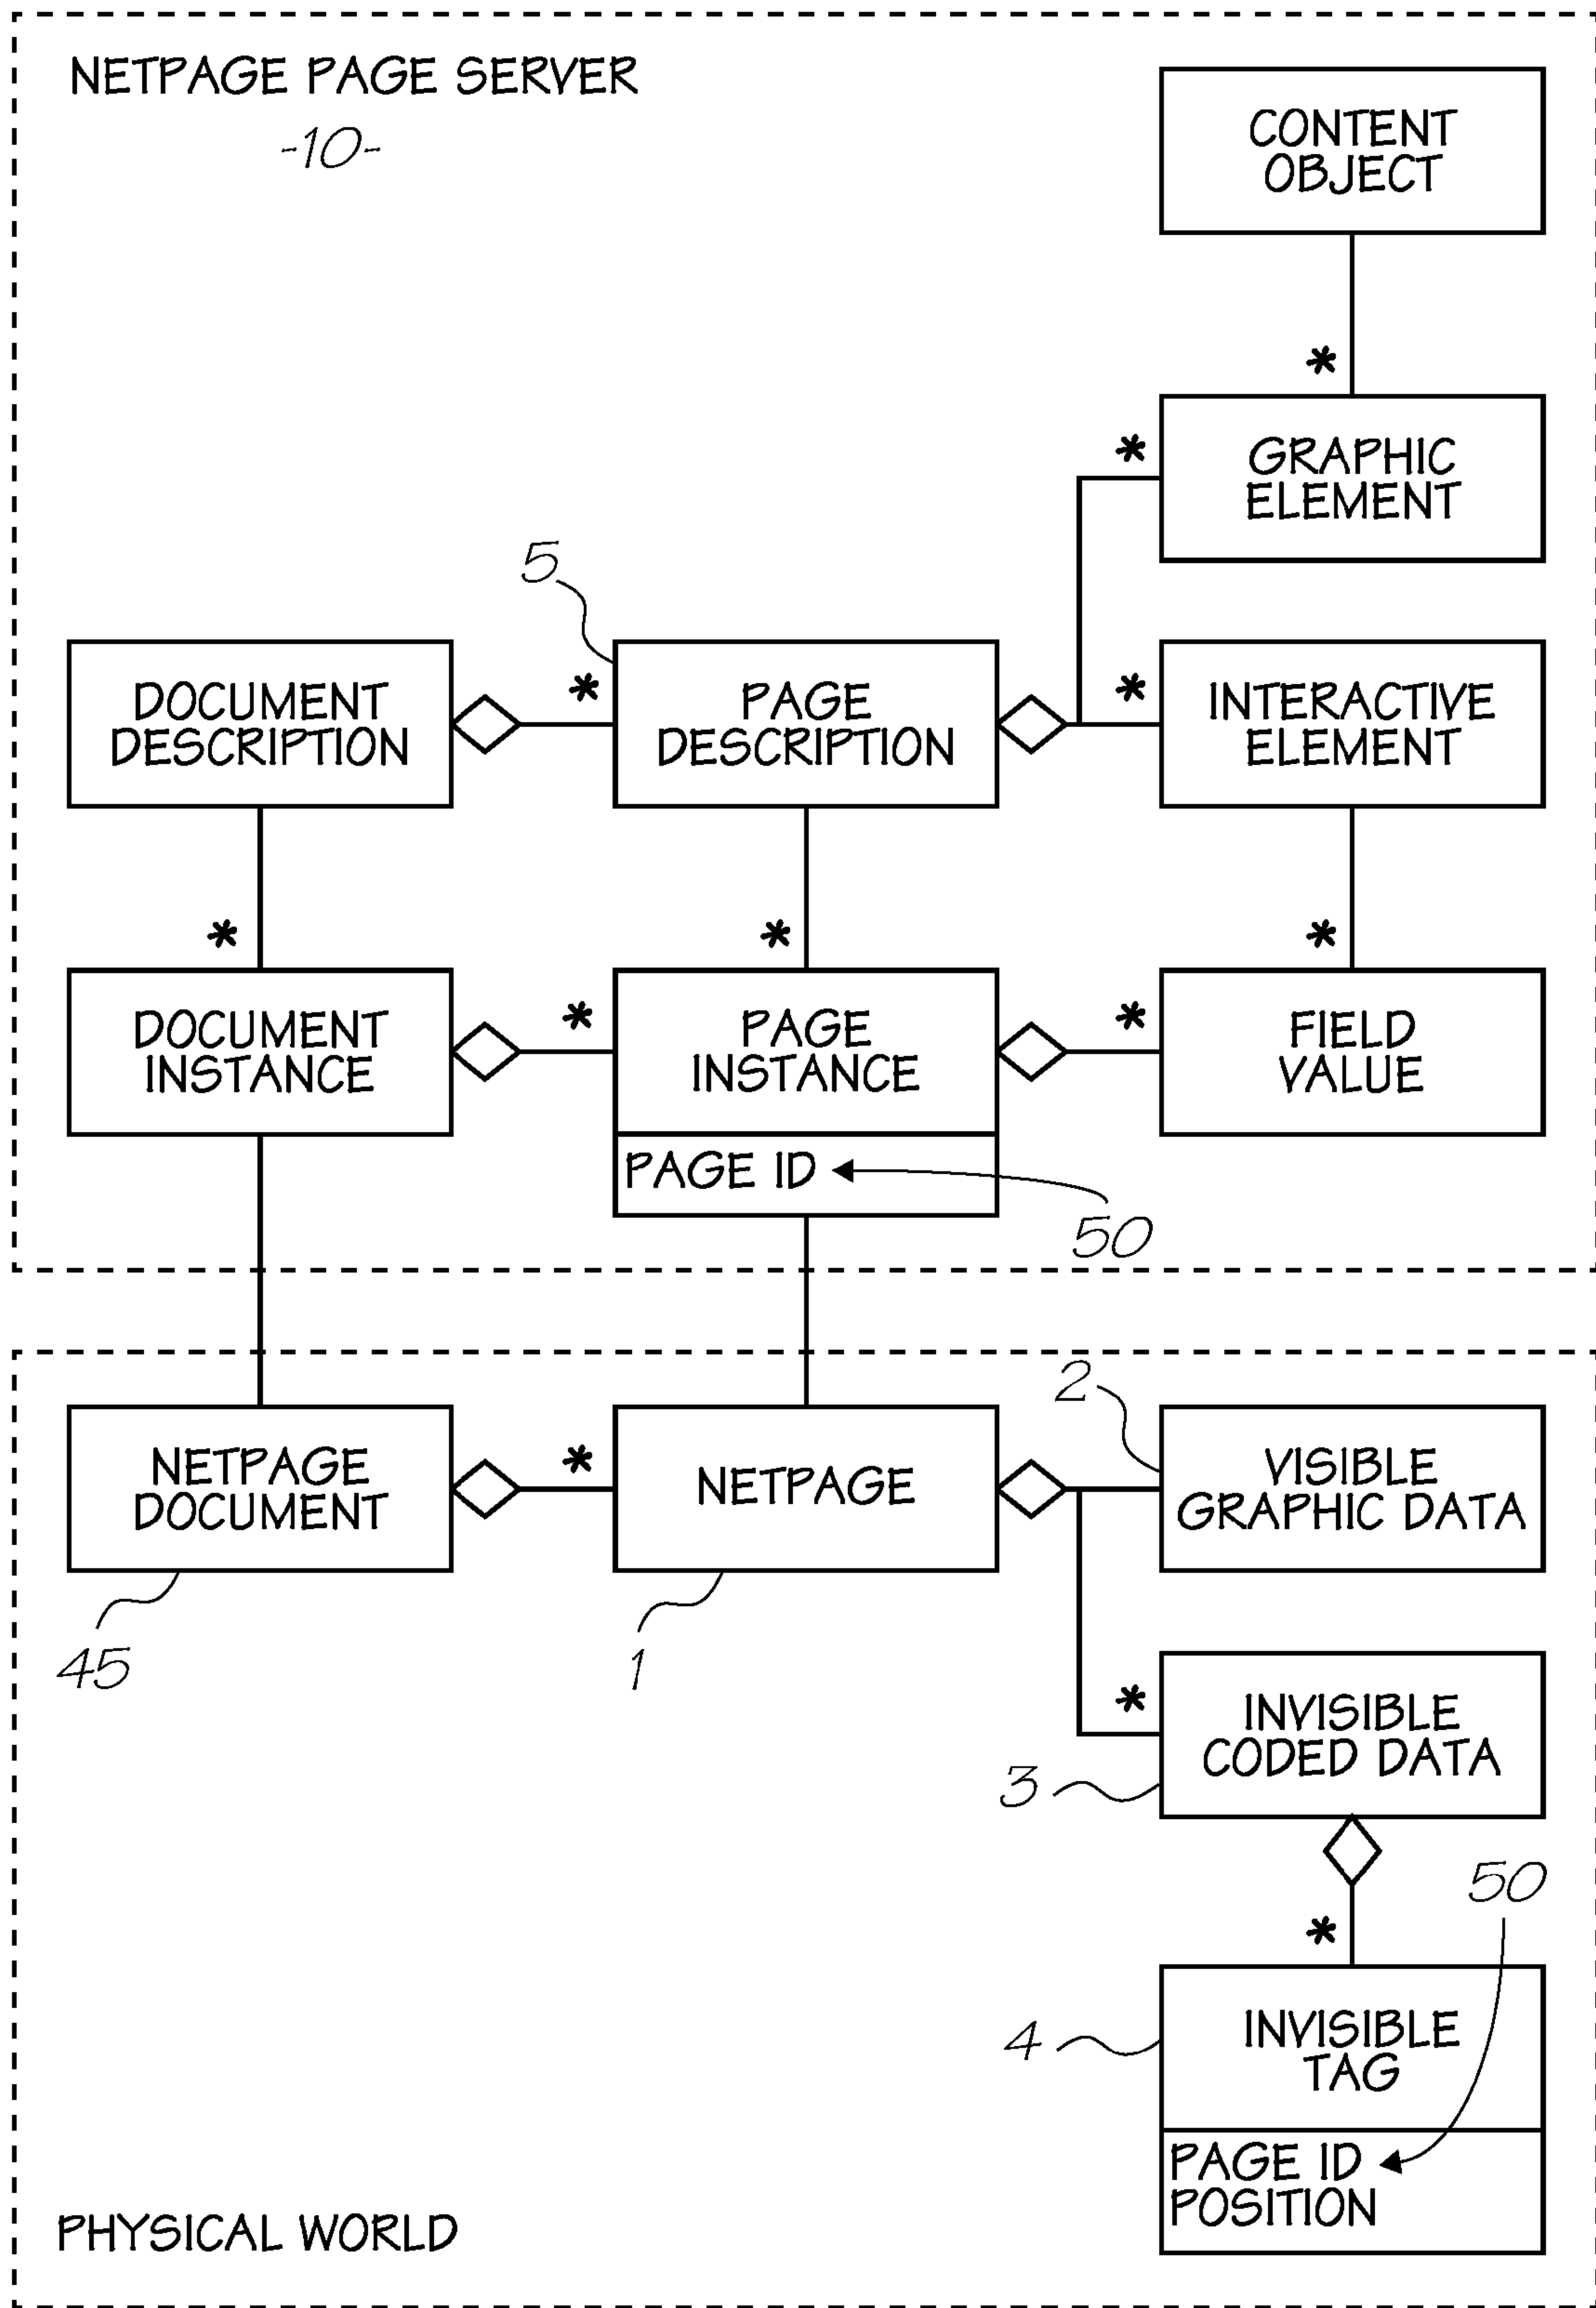 NETPAGE PAGE SERVER
-10-
CONTENT
OBJECT
*
*
GRAPHIC
ELEMENT
5
DOCUMENT
DESCRIPTION
*
PAGE
DESCRIPTION
*
INTERACTIVE
ELEMENT
*
*
*
DOCUMENT
INSTANCE
*
PAGE
INSTANCE
*
FIELD
VALUE
PAGE ID
50
2
NETPAGE
DOCUMENT
*
NETPAGE
VISIBLE
GRAPHIC DATA
45
1
*
INVISIBLE
CODED DATA
3
50
*
4
INVISIBLE
TAG
PAGE ID
POSITION
PHYSICAL WORLD